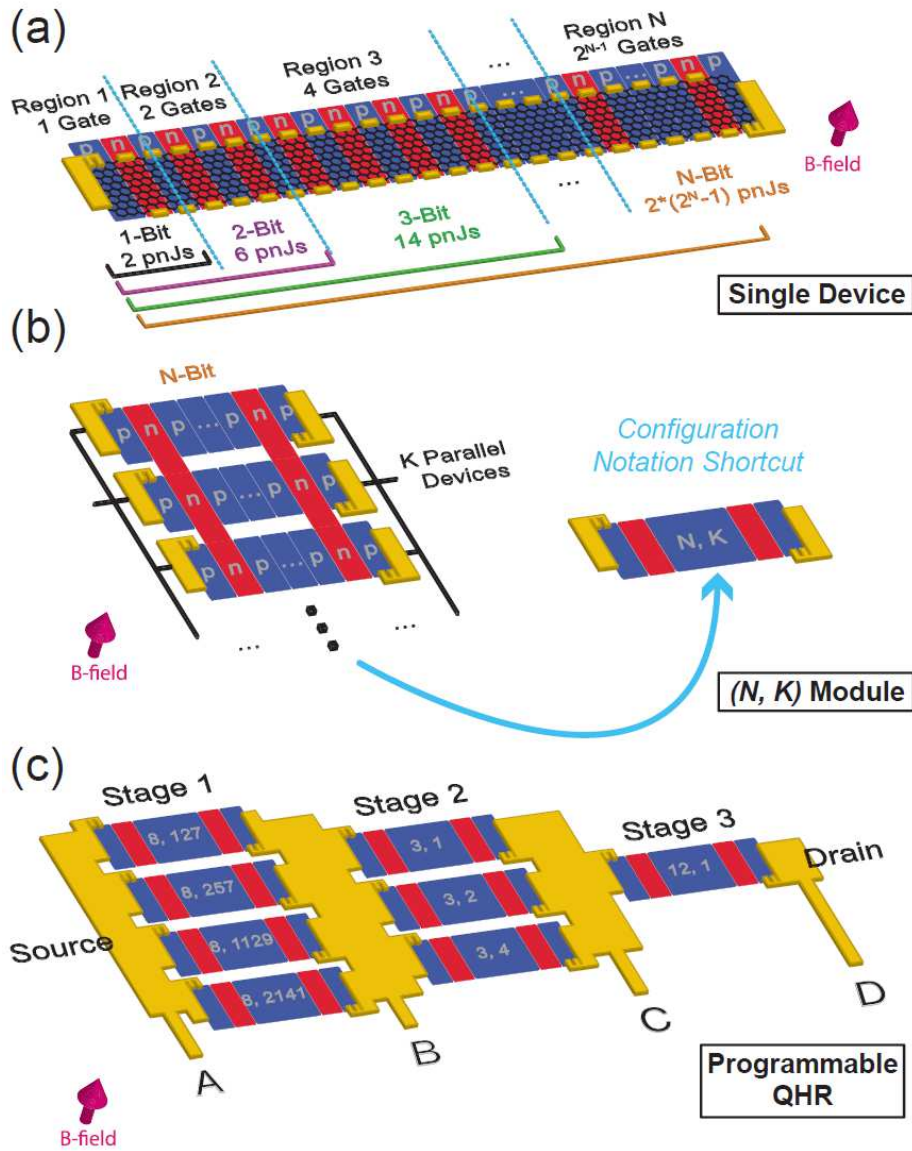 (a)
Region 1
1 Gate
Region 2
2 Gates
Region 3
4 Gates
...
Region N
2^N-1 Gates
p n p n p n p n p n p n p n p ... p n p ... p n p
B-field
1-Bit
2 pnJs
2-Bit
6 pnJs
3-Bit
14 pnJs
...
N-Bit
2*(2^N-1) pnJs
Single Device
(b)
N-Bit
p n p ... p n p
p n p ... p n p
p n p ... p n p
K Parallel
Devices
... ...
B-field
Configuration
Notation Shortcut
N, K
(N, K) Module
(c)
Stage 1
Stage 2
Stage 3
8, 127
8, 257
8, 1129
8, 2141
3, 1
3, 2
3, 4
12, 1
Source
Drain
A
B
C
D
B-field
Programmable
QHR